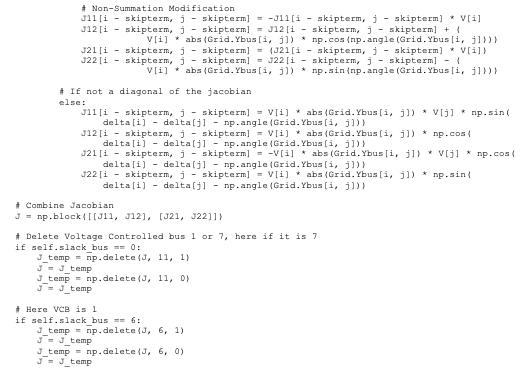 # Non-Summation Modification
J11[i - skipterm, j - skipterm] = -J11[i - skipterm, j - skipterm] * V[i]
J12[i - skipterm, j - skipterm] = J12[i - skipterm, j - skipterm] + (
V[i] * abs(Grid.Ybus[i, j]) * np.cos(np.angle(Grid.Ybus[i, j])))
J21[i - skipterm, j - skipterm] = (J21[i - skipterm, j - skipterm] * V[i])
J22[i - skipterm, j - skipterm] = J22[i - skipterm, j - skipterm] - (
V[i] * abs(Grid.Ybus[i, j]) * np.sin(np.angle(Grid.Ybus[i, j])))
# If not a diagonal of the jacobian
else:
J11[i - skipterm, j - skipterm] = V[i] * abs(Grid.Ybus[i, j]) * V[j] * np.sin(
delta[i] - delta[j] - np.angle(Grid.Ybus[i, j]))
J12[i - skipterm, j - skipterm] = V[i] * abs(Grid.Ybus[i, j]) * np.cos(
delta[i] - delta[j] - np.angle(Grid.Ybus[i, j]))
J21[i - skipterm, j - skipterm] = -V[i] * abs(Grid.Ybus[i, j]) * V[j] * np.cos(
delta[i] - delta[j] - np.angle(Grid.Ybus[i, j]))
J22[i - skipterm, j - skipterm] = V[i] * abs(Grid.Ybus[i, j]) * np.sin(
delta[i] - delta[j] - np.angle(Grid.Ybus[i, j]))
# Combine Jacobian
J = np.block([[J11, J12], [J21, J22]])
# Delete Voltage Controlled bus 1 or 7, here if it is 7
if self.slack_bus == 0:
J_temp = np.delete(J, 11, 1)
J = J_temp
J_temp = np.delete(J, 11, 0)
J = J_temp
# Here VCB is 1
if self.slack_bus == 6:
J_temp = np.delete(J, 6, 1)
J = J_temp
J_temp = np.delete(J, 6, 0)
J = J_temp